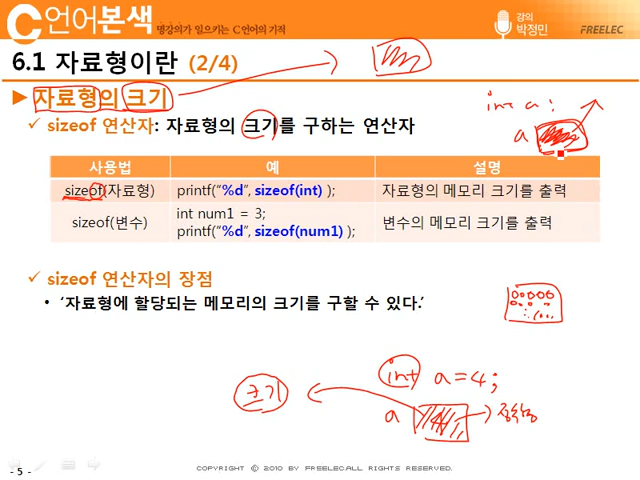 C언어본색 명강의가 일으키는 C언어의 기적
강의
박정민
FREELEC
6.1 자료형이란 (2/4)
▶ 자료형의 크기
int a;
a
✓ sizeof 연산자: 자료형의 크기를 구하는 연산자
사용법 예 설명
sizeof(자료형) printf("%d", sizeof(int) ); 자료형의 메모리 크기를 출력
sizeof(변수) int num1 = 3; 변수의 메모리 크기를 출력
printf("%d", sizeof(num1) );
✓ sizeof 연산자의 장점
• '자료형에 할당되는 메모리의 크기를 구할 수 있다.'
int a=4;
크기
a
- 5 -
COPYRIGHT ⓒ 2010 BY FREELEC.ALL RIGHTS RESERVED.